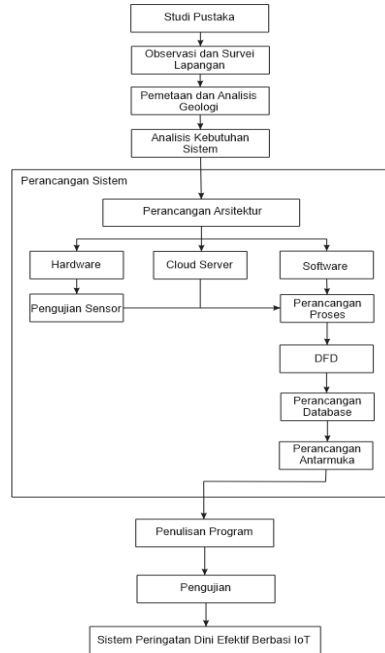 Studi Pustaka
Observasi dan Survei
Lapangan
Pemetaan dan Analisis
Geologi
Analisis Kebutuhan
Sistem
Perancangan Sistem
Perancangan Arsitektur
Hardware
Cloud Server
Software
Pengujian Sensor
Perancangan
Proses
DFD
Perancangan
Database
Perancangan
Antarmuka
Penulisan Program
Pengujian
Sistem Peringatan Dini Efektif Berbasi IoT